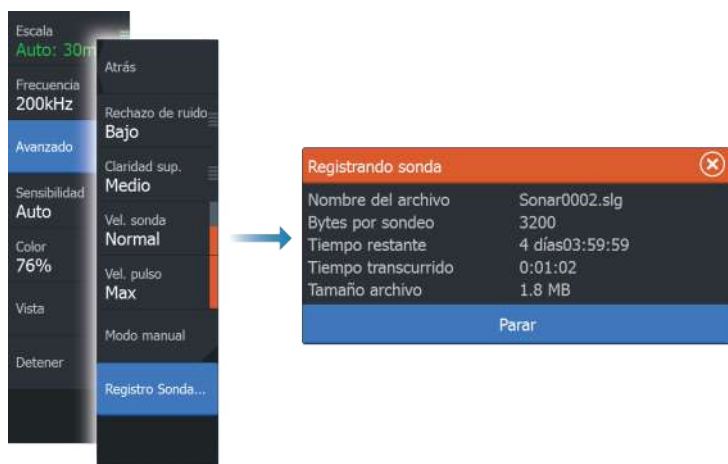 Escala
Auto: 30m
Frecuencia
200kHz
Avanzado
Sensibilidad
Auto
Color
76%
Vista
Detener
Atrás
Rechazo de ruido
Bajo
Claridad sup.
Medio
Vel. sonda
Normal
Vel. pulso
Max
Modo manual
Registro Sonda...
Registrando sonda
Nombre del archivo Sonar0002.slg
Bytes por sondeo 3200
Tiempo restante 4 días03:59:59
Tiempo transcurrido 0:01:02
Tamaño archivo 1.8 MB
Parar